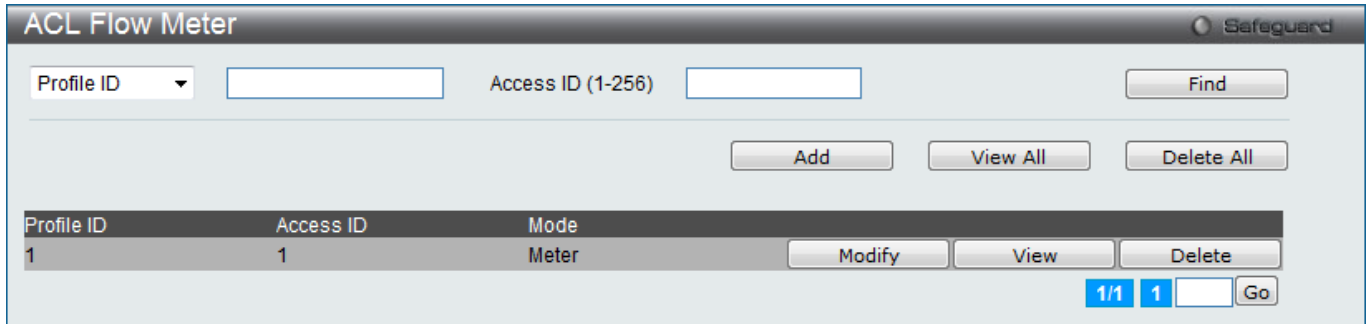 ACL Flow Meter Safeguard
Profile ID Access ID (1-256) Find
Add View All Delete All
Profile ID Access ID Mode
1 1 Meter Modify View Delete
1/1 1 Go